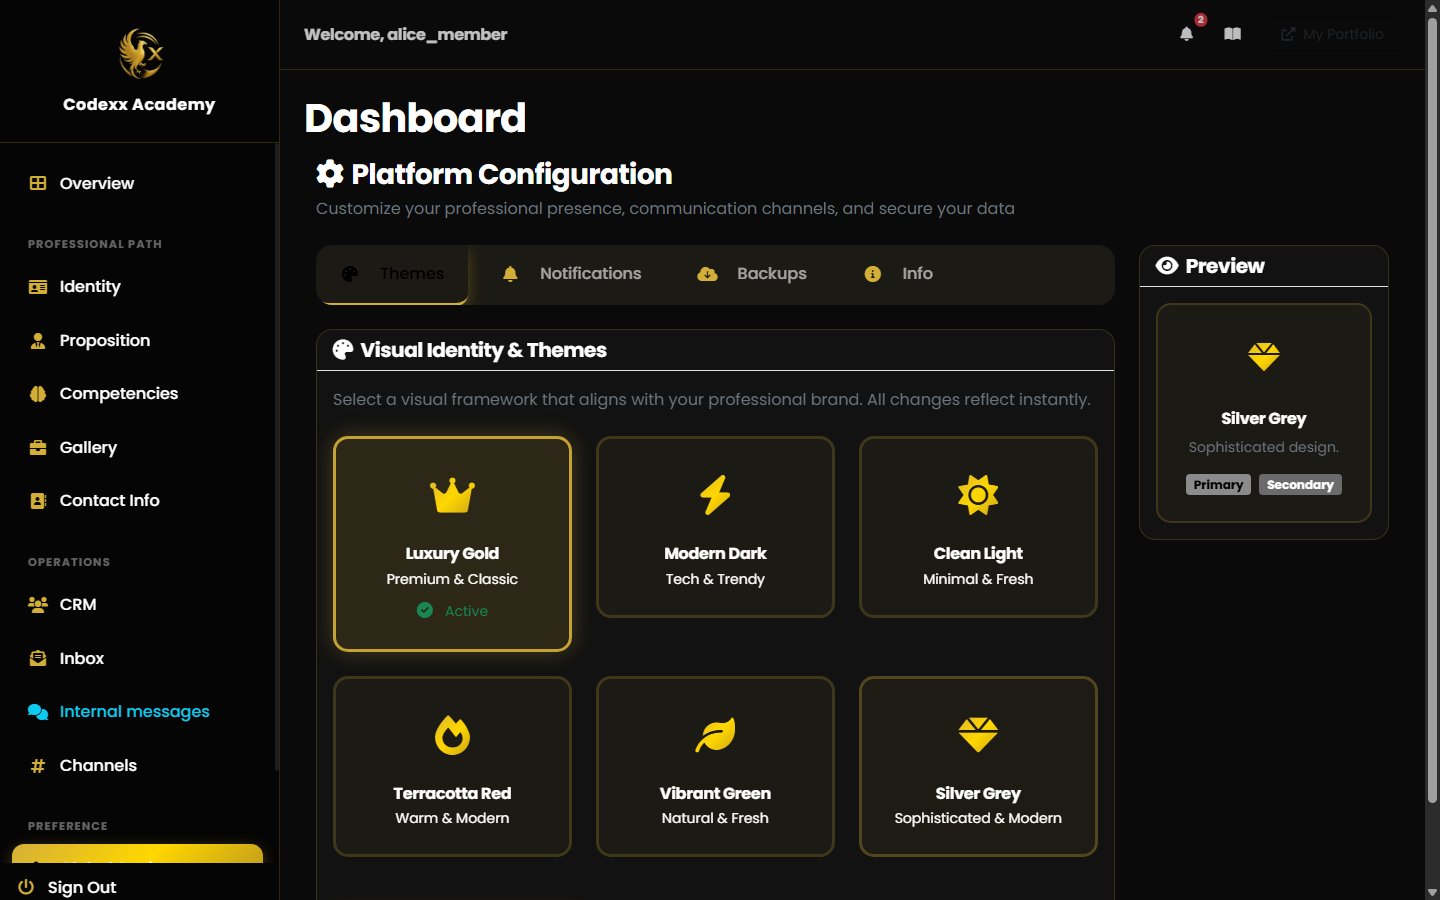 Codexx Academy
Overview
PROFESSIONAL PATH
Identity
Proposition
Competencies
Gallery
Contact Info
OPERATIONS
CRM
Inbox
Internal messages
Channels
PREFERENCE
Sign Out
Welcome, alice_member
2
My Portfolio
Dashboard
Platform Configuration
Customize your professional presence, communication channels, and secure your data
Themes
Notifications
Backups
Info
Visual Identity & Themes
Select a visual framework that aligns with your professional brand. All changes reflect instantly.
Luxury Gold
Premium & Classic
Active
Modern Dark
Tech & Trendy
Clean Light
Minimal & Fresh
Terracotta Red
Warm & Modern
Vibrant Green
Natural & Fresh
Silver Grey
Sophisticated & Modern
Preview
Silver Grey
Sophisticated design.
Primary Secondary